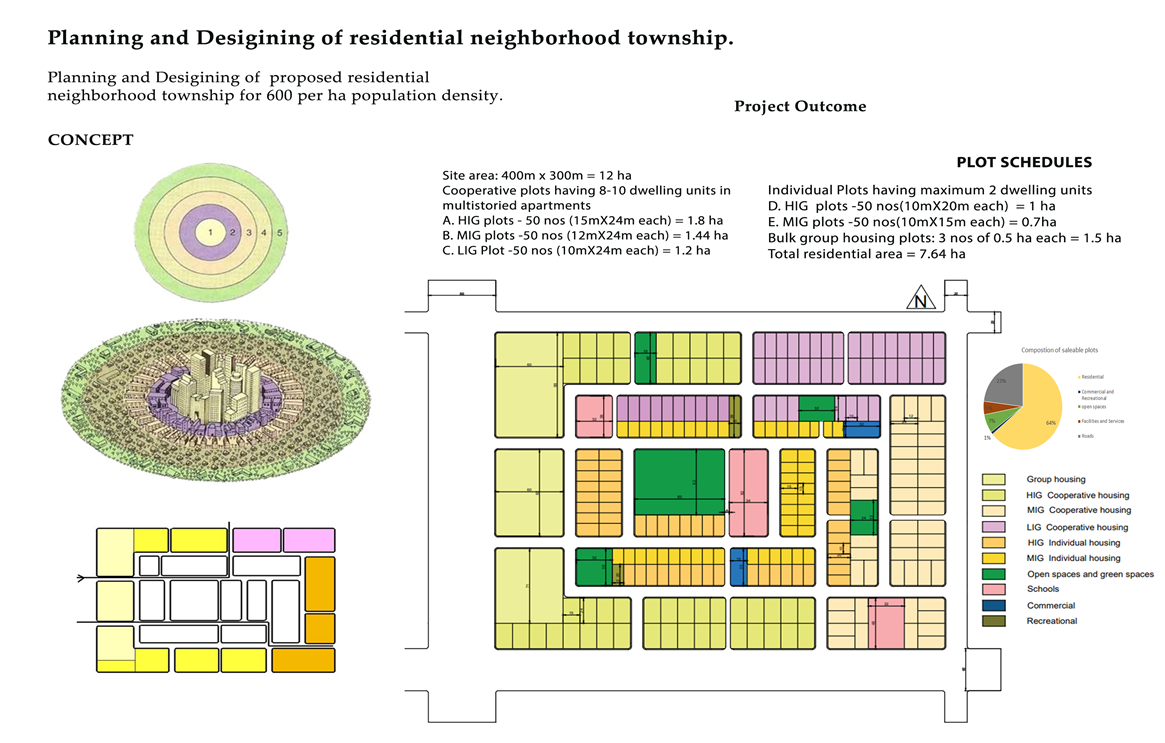 Planning and Desigining of residential neighborhood township.
Planning and Desigining of proposed residential
neighborhood township for 600 per ha population density.
Project Outcome
CONCEPT
1 2 3 4 5
Site area: 400m x 300m = 12 ha
Cooperative plots having 8-10 dwelling units in
multistoried apartments
A. HIG plots - 50 nos (15mX24m each) = 1.8 ha
B. MIG plots -50 nos (12mX24m each) = 1.44 ha
C. LIG Plot -50 nos (10mX24m each) = 1.2 ha
PLOT SCHEDULES
Individual Plots having maximum 2 dwelling units
D. HIG plots -50 nos(10mX20m each) = 1 ha
E. MIG plots -50 nos(10mX15m each) = 0.7ha
Bulk group housing plots: 3 nos of 0.5 ha each = 1.5 ha
Total residential area = 7.64 ha
N
Compostion of saleable plots
64%
1%
Residential
Commercial and
Recreational
open spaces
Facilities and Services
Roads
Group housing
HIG Cooperative housing
MIG Cooperative housing
LIG Cooperative housing
HIG Individual housing
MIG Individual housing
Open spaces and green spaces
Schools
Commercial
Recreational